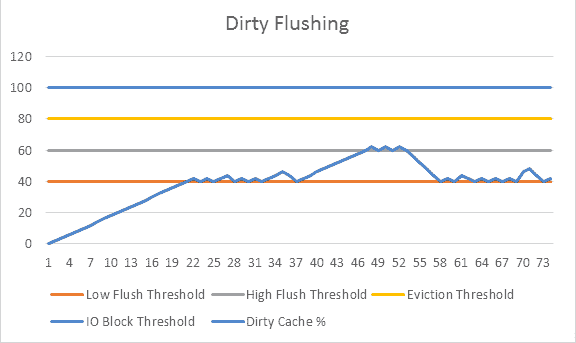 Dirty Flushing
120
100
80
60
40
20
0
1 4 7 10 13 16 19 22 25 28 31 34 37 40 43 46 49 52 55 58 61 64 67 70 73
Low Flush Threshold High Flush Threshold Eviction Threshold
IO Block Threshold Dirty Cache %